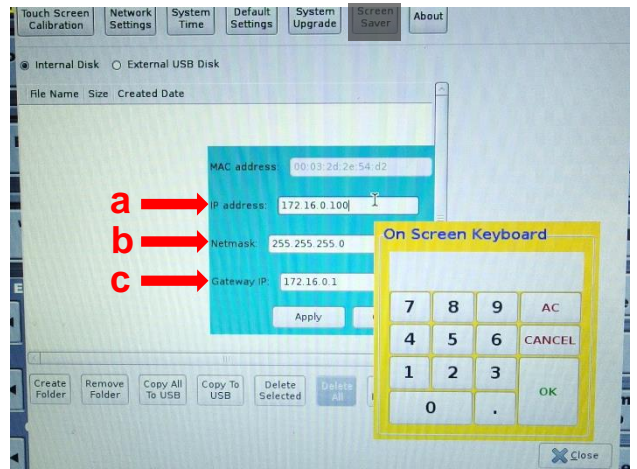 Touch Screen Calibration
Network Settings
System Time
Default Settings
System Upgrade
Screen Saver
About
Internal Disk
External USB Disk
File Name Size Created Date
MAC address: 00:03:2d:2e:54:d2
a
IP address: 172.16.0.100
b
Netmask: 255.255.255.0
c
Gateway IP: 172.16.0.1
Apply
On Screen Keyboard
7 8 9 AC
4 5 6 CANCEL
1 2 3
0 . OK
Create Folder
Remove Folder
Copy All To USB
Copy To USB
Delete Selected
Delete All
Close